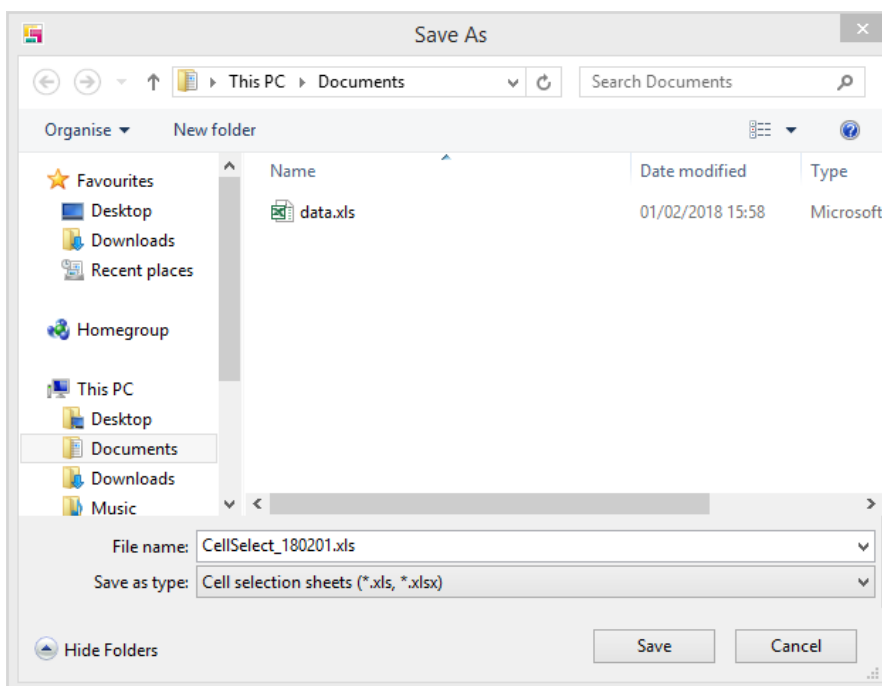 Save As
This PC Documents Search Documents
Organise New folder
Name Date modified Type
Favourites
data.xls 01/02/2018 15:58 Microsoft
Desktop
Downloads
Recent places
Homegroup
This PC
Desktop
Documents
Downloads
Music
File name: CellSelect_180201.xls
Save as type: Cell selection sheets (*.xls, *.xlsx)
Hide Folders Save Cancel